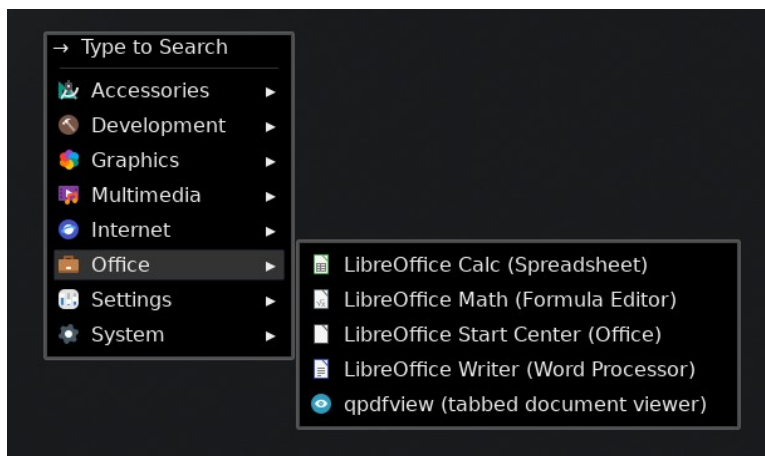 → Type to Search
Accessories ▶
Development ▶
Graphics ▶
Multimedia ▶
Internet ▶
Office ▶
Settings ▶
System ▶
LibreOffice Calc (Spreadsheet)
LibreOffice Math (Formula Editor)
LibreOffice Start Center (Office)
LibreOffice Writer (Word Processor)
qpdfview (tabbed document viewer)